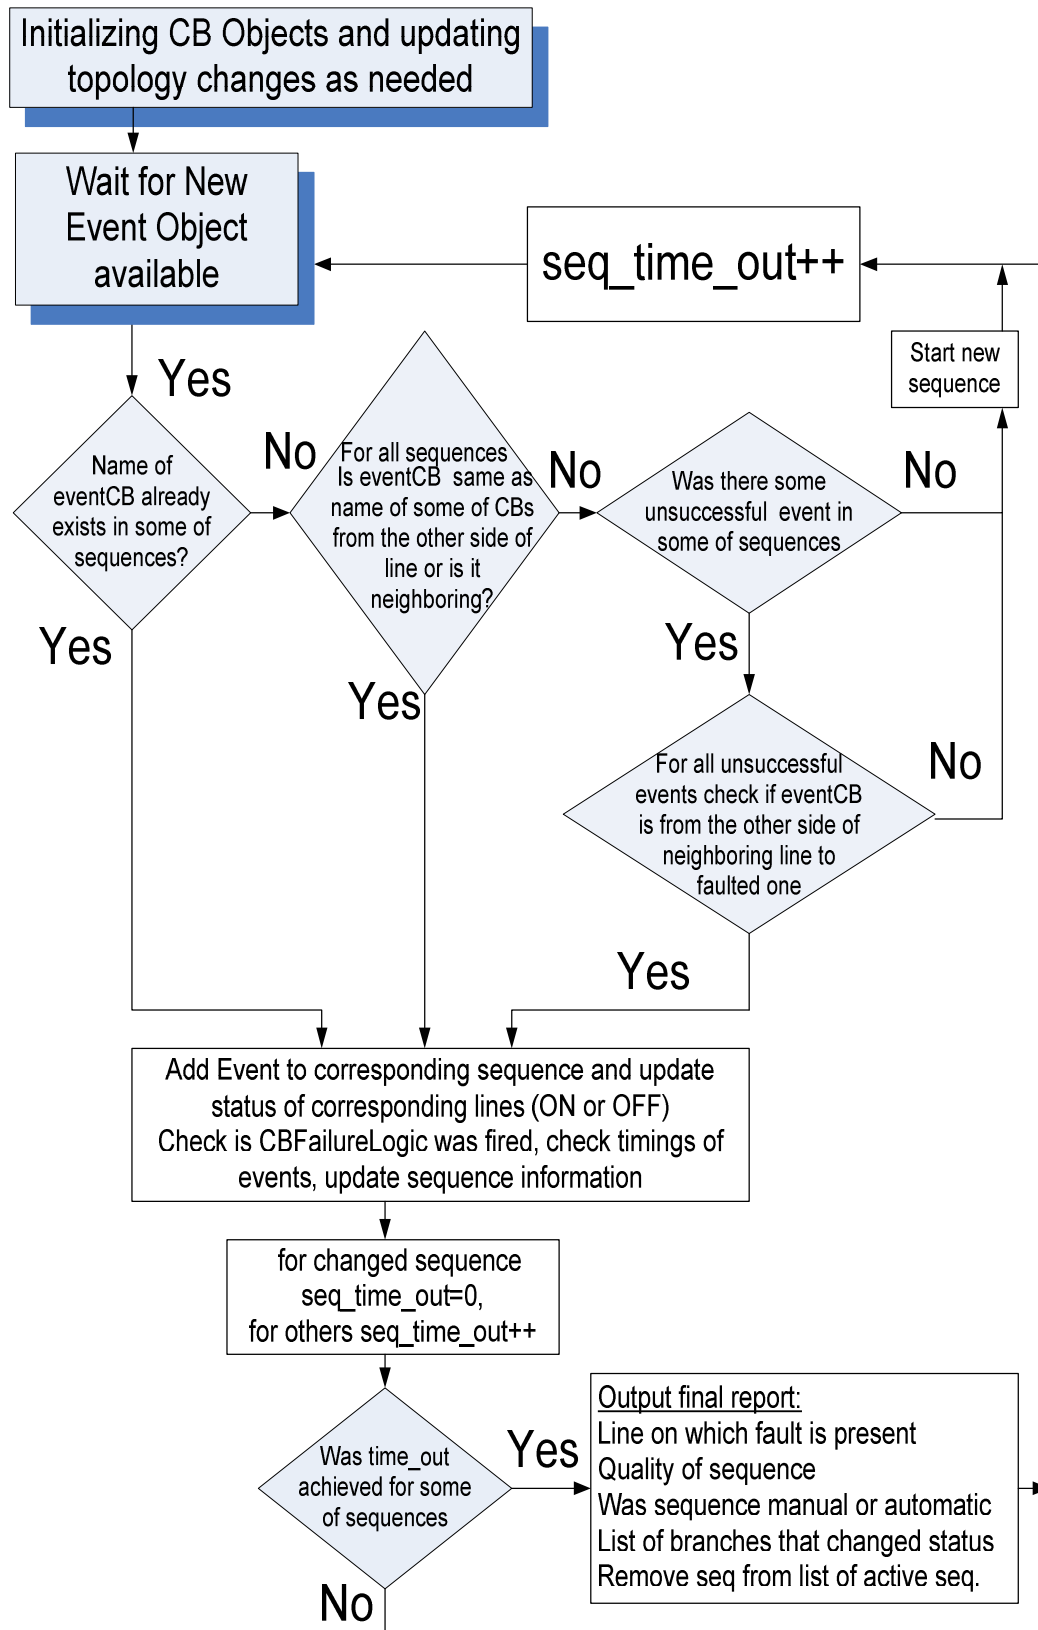 Initializing CB Objects and updating
topology changes as needed
Wait for New
Event Object
available
seq_time_out++
Start new
sequence
Yes
Name of
eventCB already
exists in some of
sequences?
No
For all sequences
Is eventCB same as
name of some of CBs
from the other side of
line or is it
neighboring?
No
Was there some
unsuccessful event in
some of sequences
No
Yes
Yes
Yes
For all unsuccessful
events check if eventCB
is from the other side of
neighboring line to
faulted one
No
Yes
Add Event to corresponding sequence and update
status of corresponding lines (ON or OFF)
Check is CBFailureLogic was fired, check timings of
events, update sequence information
for changed sequence
seq_time_out=0,
for others seq_time_out++
Was time_out
achieved for some
of sequences
Yes
Output final report:
Line on which fault is present
Quality of sequence
Was sequence manual or automatic
List of branches that changed status
Remove seq from list of active seq.
No